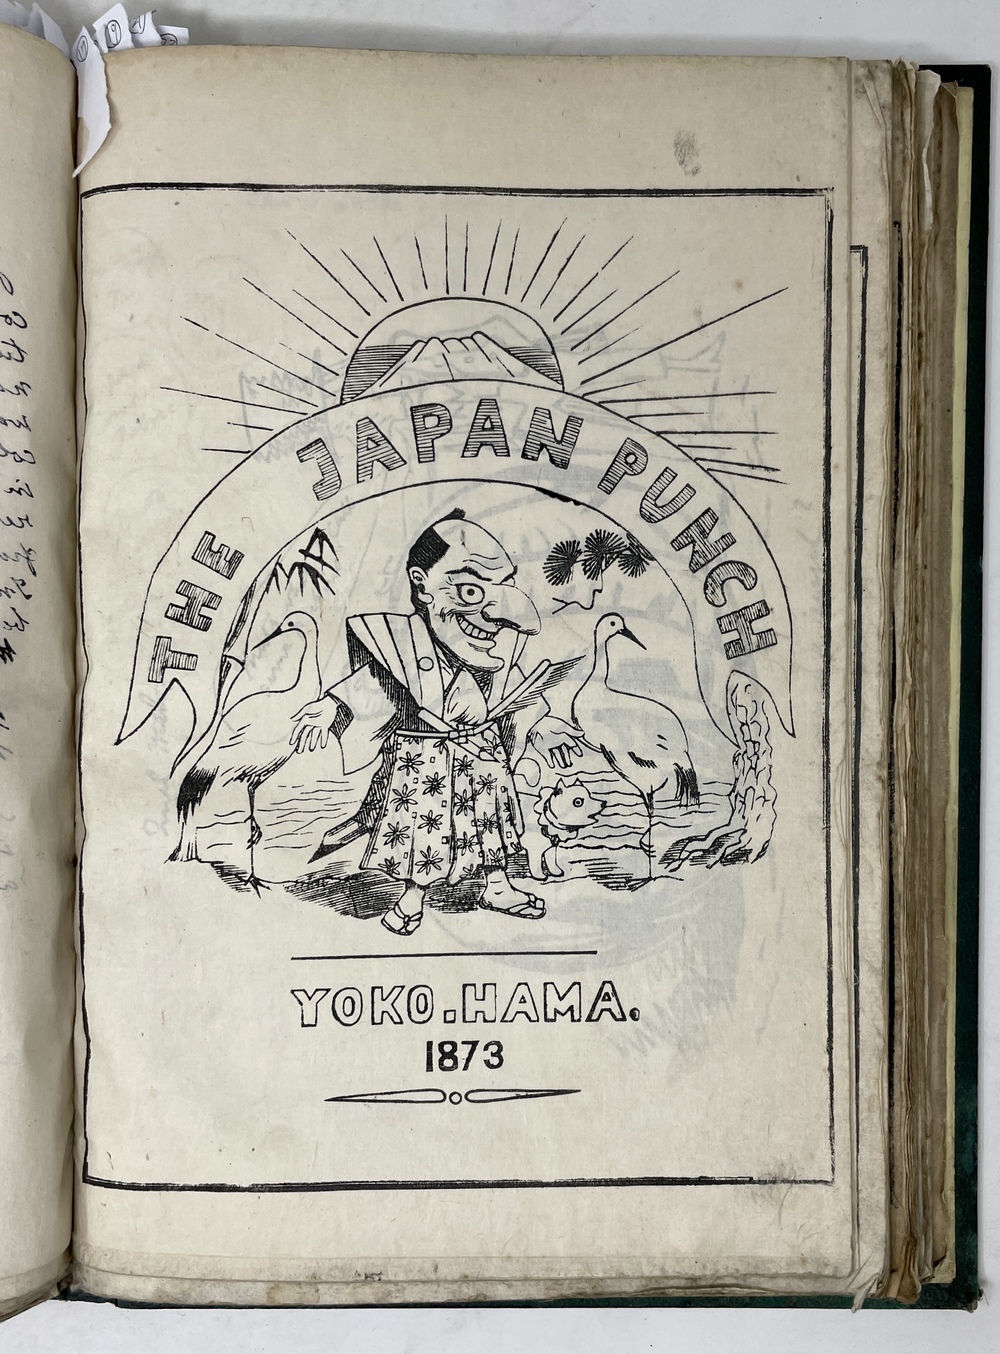 THE JAPAN PUNCH
YOKO.HAMA.
1873